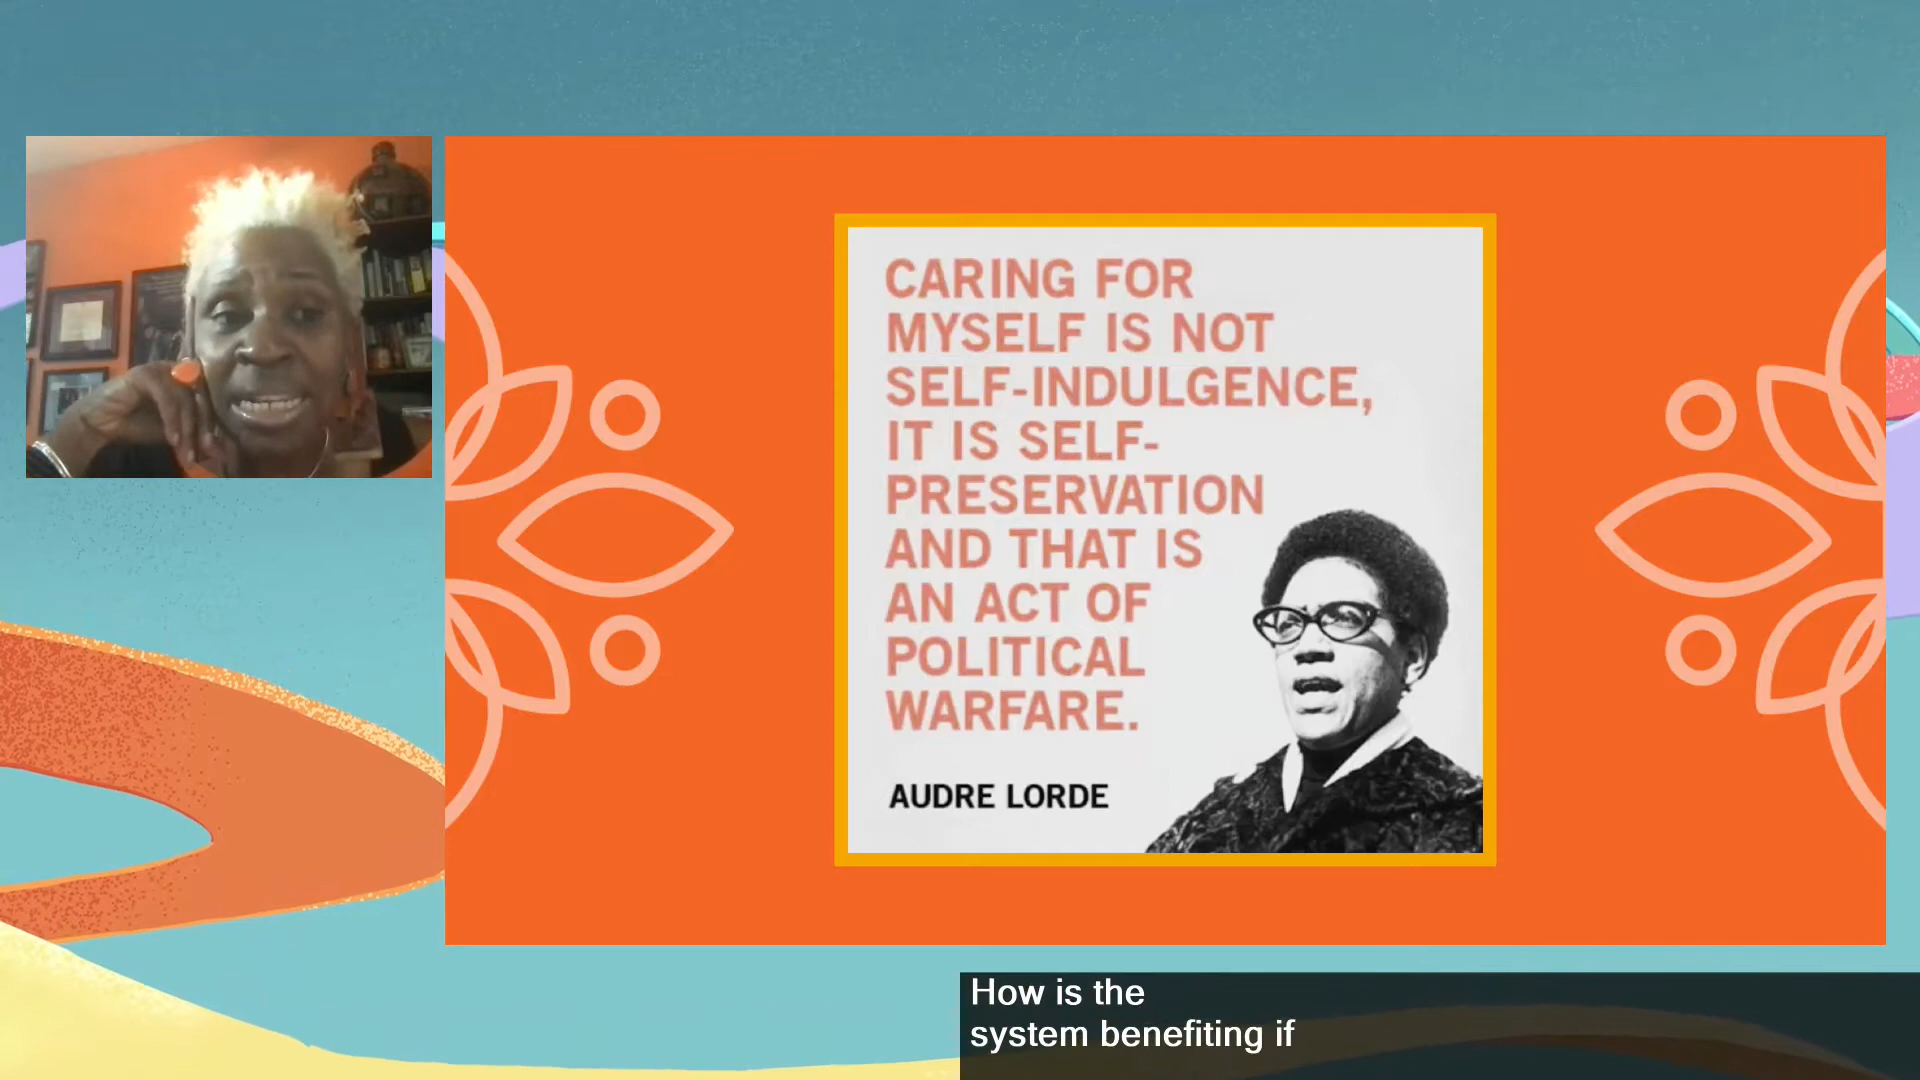 CARING FOR
MYSELF IS NOT
SELF-INDULGENCE,
IT IS SELF-
PRESERVATION
AND THAT IS
AN ACT OF
POLITICAL
WARFARE.
AUDRE LORDE
How is the
system benefiting if